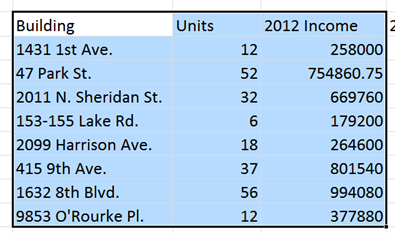 Building Units 2012 Income 2
1431 1st Ave. 12 258000
47 Park St. 52 754860.75
2011 N. Sheridan St. 32 669760
153-155 Lake Rd. 6 179200
2099 Harrison Ave. 18 264600
415 9th Ave. 37 801540
1632 8th Blvd. 56 994080
9853 O'Rourke Pl. 12 377880